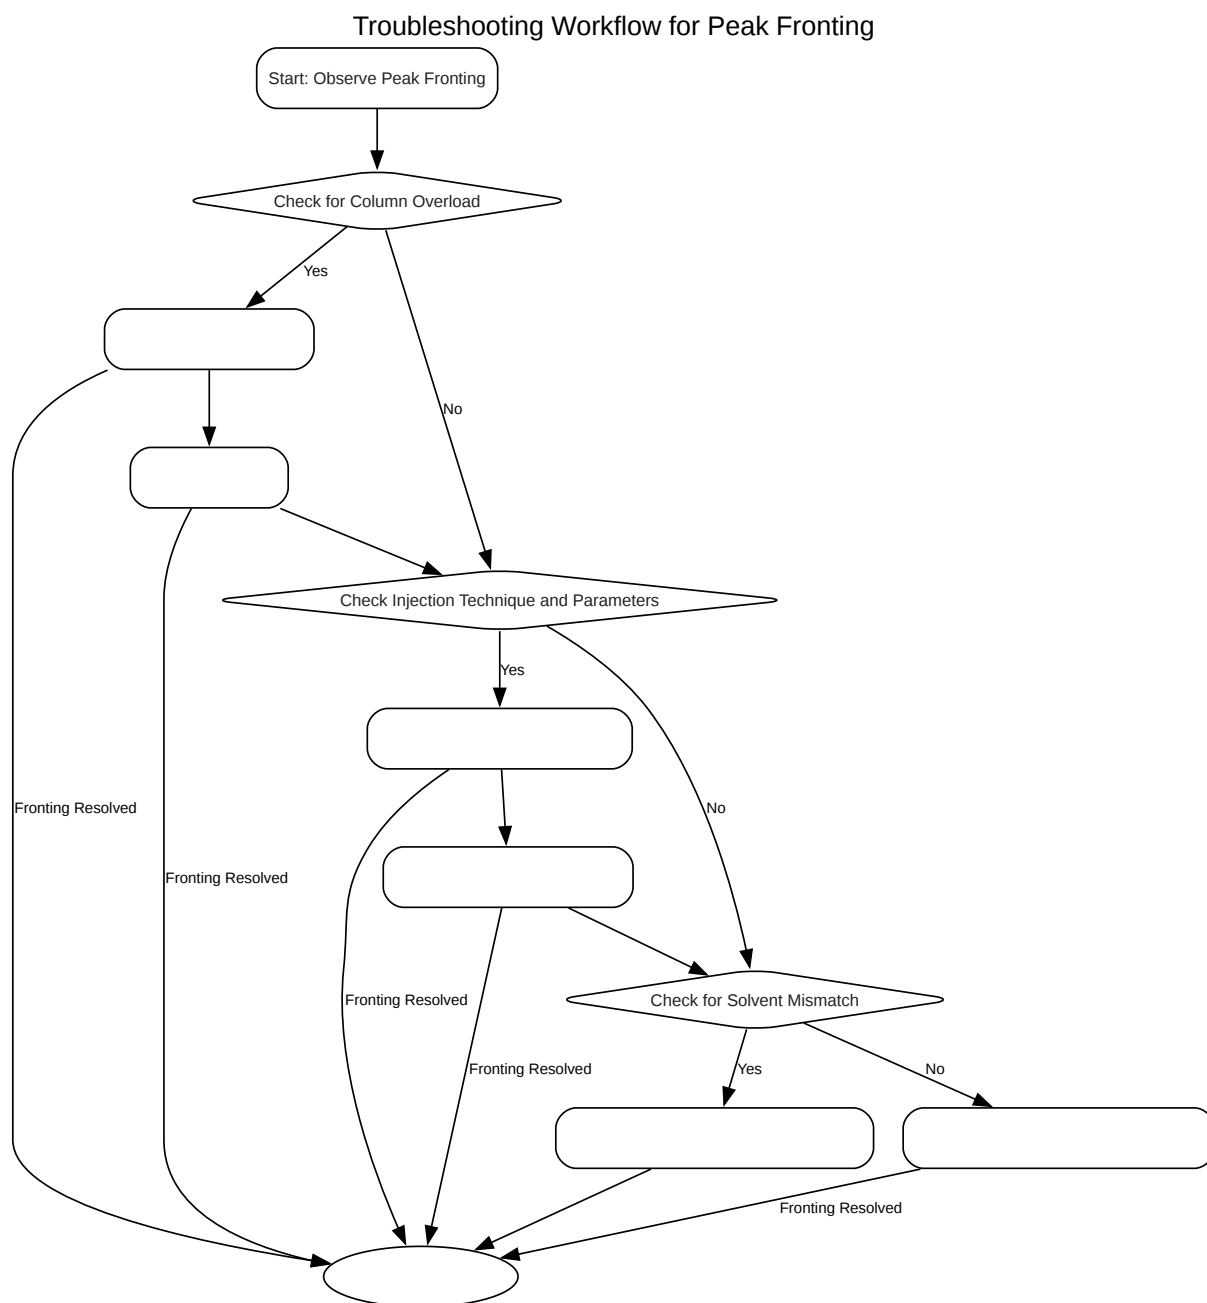 Troubleshooting Workflow for Peak Fronting
Start: Observe Peak Fronting
Check for Column Overload
Yes
No
Check Injection Technique and Parameters
Yes
Fronting Resolved
No
Fronting Resolved
Fronting Resolved
Check for Solvent Mismatch
Fronting Resolved
Yes
No
Fronting Resolved